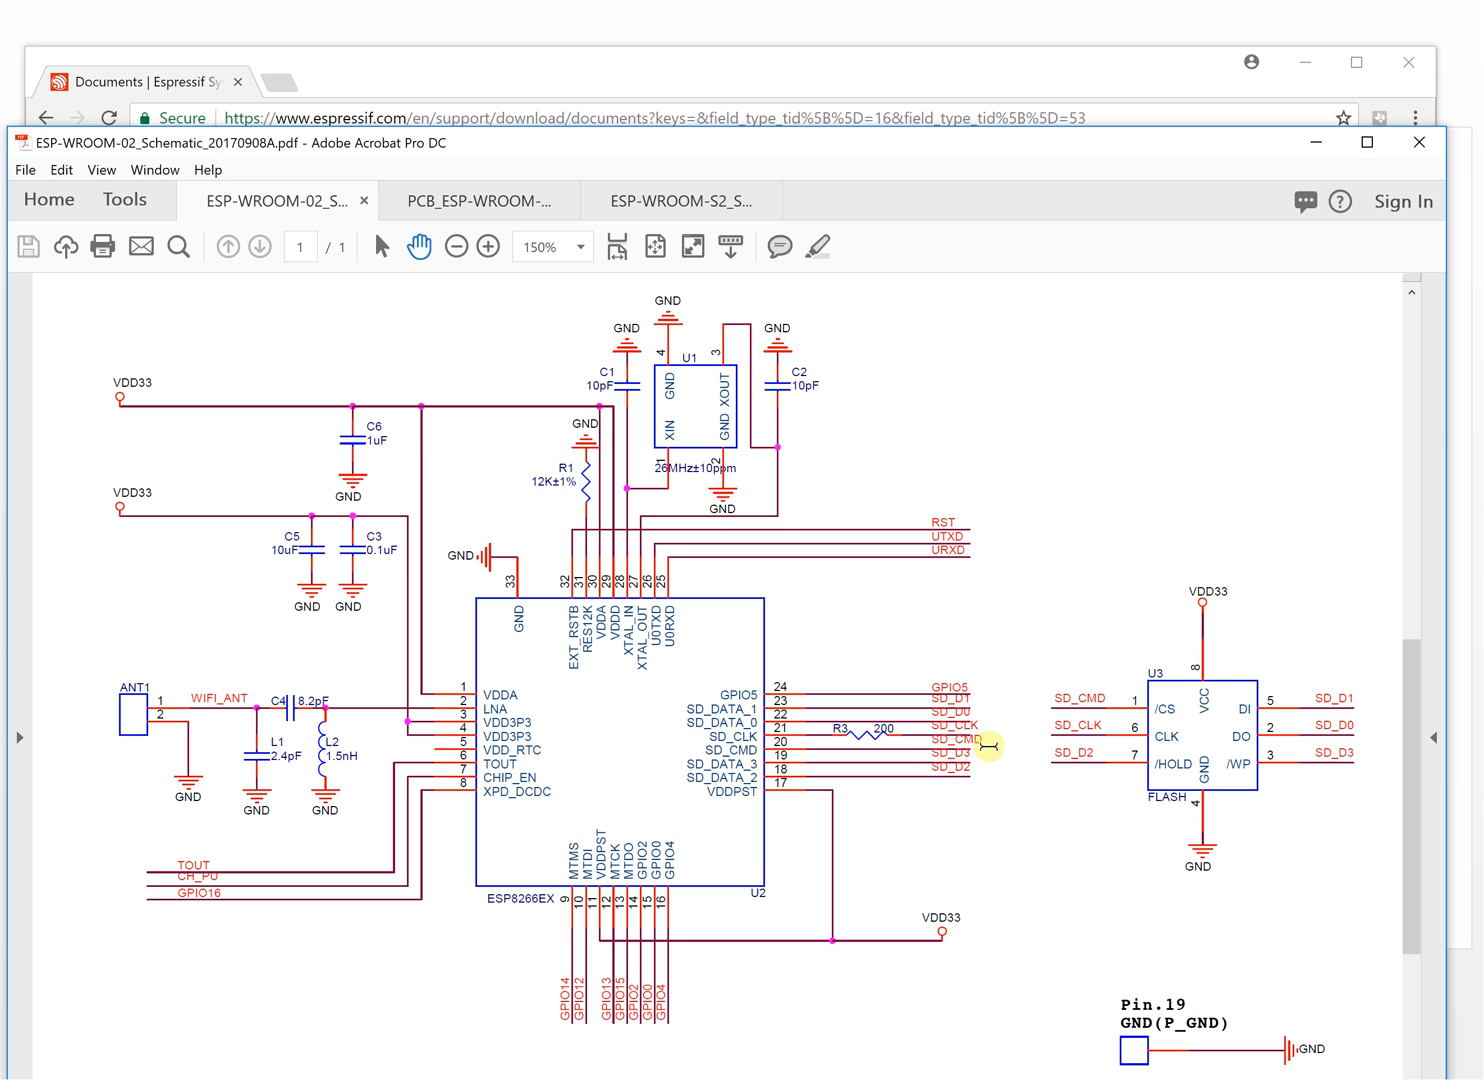 Documents | Espressif Sy
Secure
https://www.espressif.com/en/support/download/documents?keys=&field_type_tid%5B%5D=16&field_type_tid%5B%5D=53
ESP-WROOM-02_Schematic_20170908A.pdf - Adobe Acrobat Pro DC
File Edit View Window Help
Home Tools ESP-WROOM-02_S... PCB_ESP-WROOM-... ESP-WROOM-S2_S... Sign In
1 / 1 150%
GND
GND GND
4 U1 3
C1 10pF
GND XOUT
XIN GND
C2 10pF
1 2
26MHz±10ppm
GND
VDD33
C6 1uF
GND
GND
R1
12K±1%
VDD33
C5 10uF
C3 0.1uF
GND GND
RST
UTXD
URXD
GND
33 32 31 30 29 28 27 26 25
GND EXT_RSTB RES12K VDDA VDDD XTAL_IN XTAL_OUT U0TXD U0RXD
ANT1
1
2
WIFI_ANT
C4 8.2pF
L1
2.4pF
L2
1.5nH
GND
GND GND
1 VDDA
2 LNA
3 VDD3P3
4 VDD3P3
5 VDD_RTC
6 TOUT
7 CHIP_EN
8 XPD_DCDC
GPIO5 24 GPIO5
SD_DATA_1 23 SD_D1
SD_DATA_0 22 SD_D0
SD_CLK 21 R3 200 SD_CLK
SD_CMD 20 SD_CMD
SD_DATA_3 19 SD_D3
SD_DATA_2 18 SD_D2
VDDPST 17
TOUT
CH_PU
GPIO16
MTMS MTDI VDDPST MTCK MTDO GPIO2 GPIO0 GPIO4
ESP8266EX
U2
9 10 11 12 13 14 15 16
GPIO14 GPIO12 GPIO13 GPIO15 GPIO2 GPIO0 GPIO4
VDD33
VDD33
8
U3
VCC
SD_CMD 1 /CS DI 5 SD_D1
SD_CLK 6 CLK DO 2 SD_D0
SD_D2 7 /HOLD GND /WP 3 SD_D3
FLASH
4
GND
Pin.19
GND(P_GND)
GND